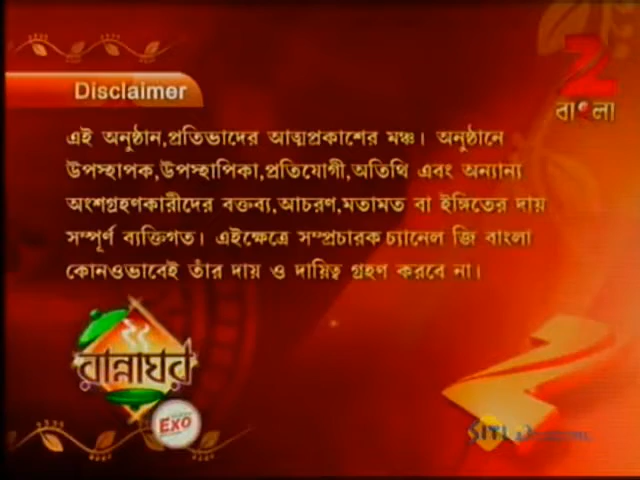 Disclaimer
বাংলা
এই অনুষ্ঠান,প্রতিভাদের আত্মপ্রকাশের মঞ্চ। অনুষ্ঠানে
উপস্থাপক,উপস্থাপিকা,প্রতিযোগী,অতিথি এবং অন্যান্য
অংশগ্রহণকারীদের বক্তব্য,আচরণ,মতামত বা ইঙ্গিতের দায়
সম্পূর্ণ ব্যক্তিগত। এইক্ষেত্রে সম্প্রচারক চ্যানেল জি বাংলা
কোনওভাবেই তাঁর দায় ও দায়িত্ব গ্রহণ করবে না।
রান্নাঘর
Exo
SITI